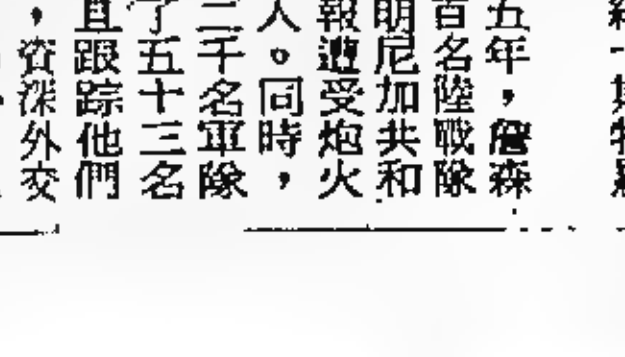 五年，詹森
百名陸戰隊
明尼加共和
報遭受炮火
人。同時，
千名軍隊
了五十三名
且跟踪他們
，資深外交